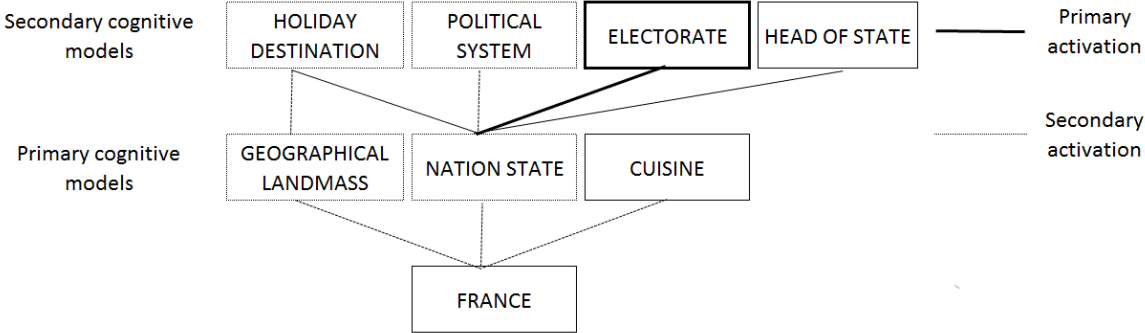 Secondary cognitive
models
HOLIDAY
DESTINATION
POLITICAL
SYSTEM
ELECTORATE
HEAD OF STATE
Primary
activation
Primary cognitive
models
GEOGRAPHICAL
LANDMASS
NATION STATE
CUISINE
Secondary
activation
FRANCE